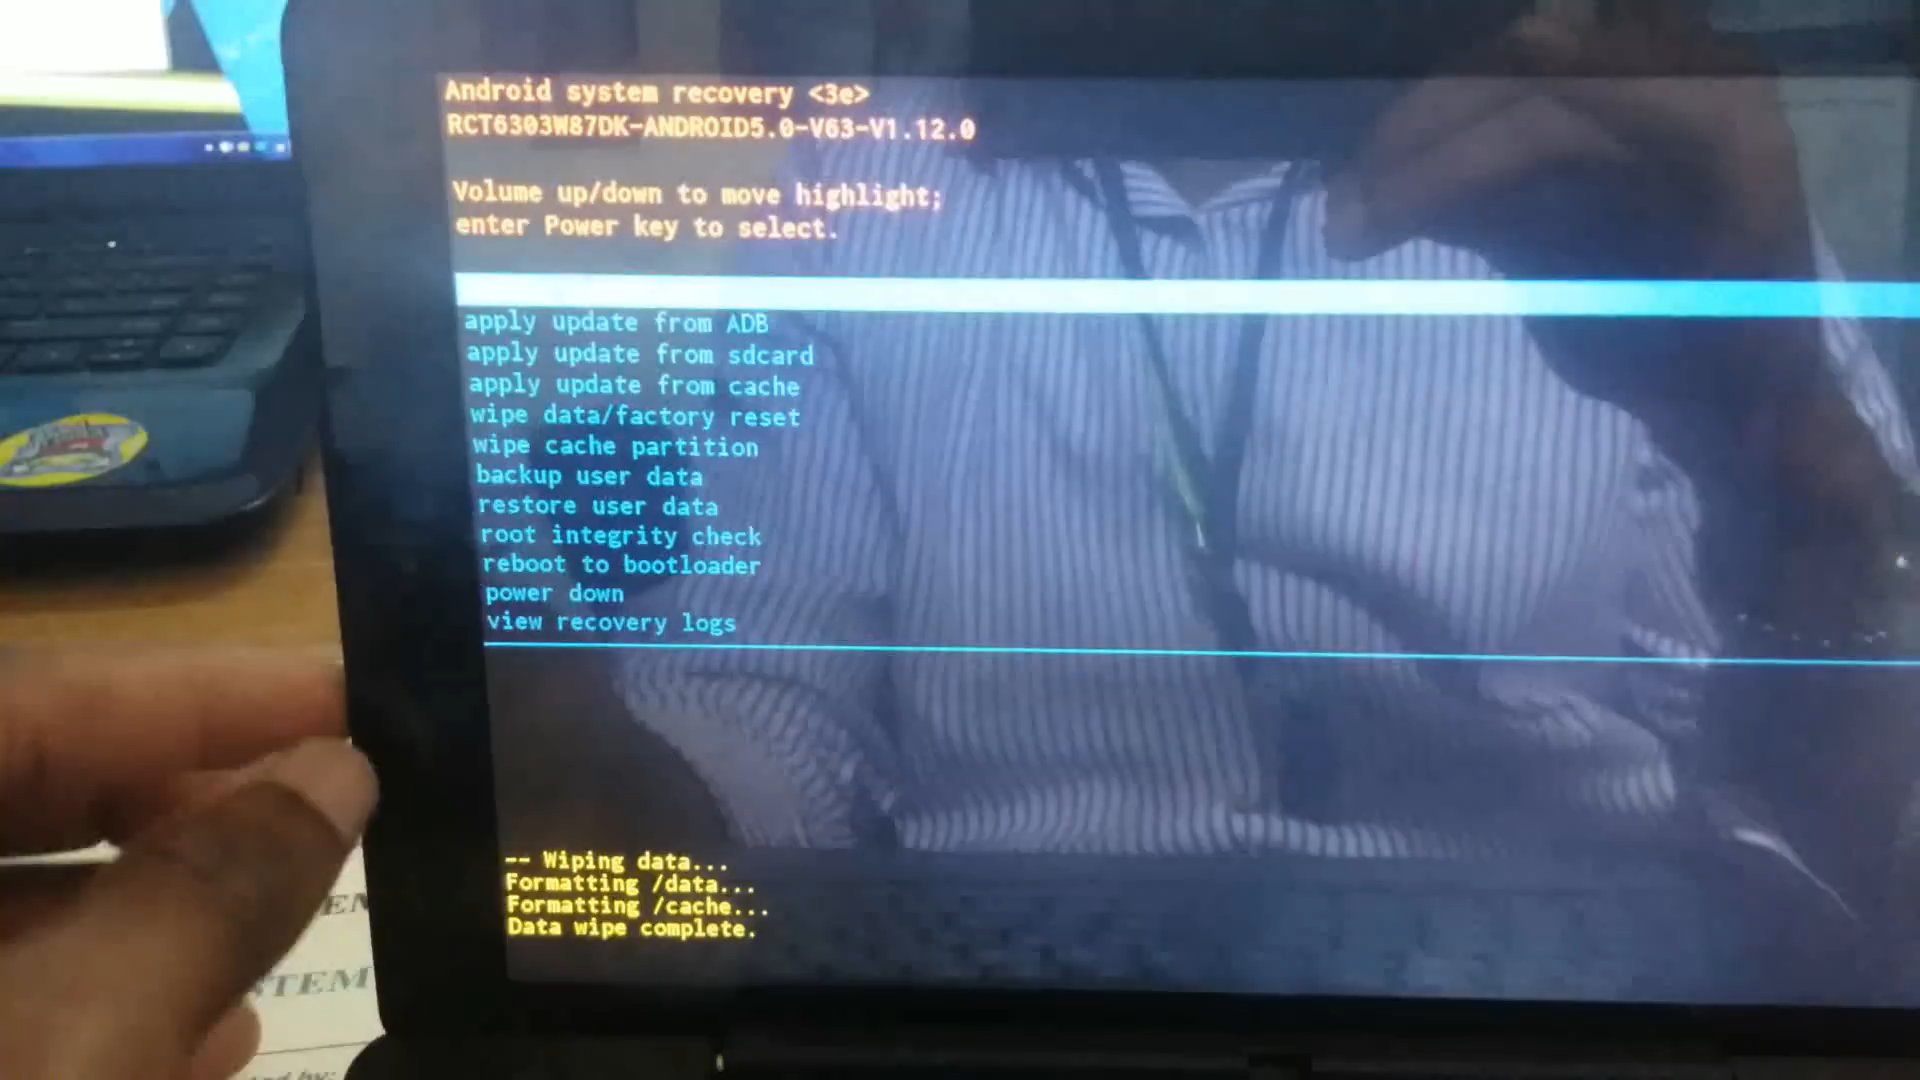 Android system recovery <3e>
RCT6303W87DK-ANDROID5.0-V63-V1.12.0
Volume up/down to move highlight;
enter Power key to select.
apply update from ADB
apply update from sdcard
apply update from cache
wipe data/factory reset
wipe cache partition
backup user data
restore user data
root integrity check
reboot to bootloader
power down
view recovery logs
-- Wiping data...
Formatting /data...
Formatting /cache...
Data wipe complete.